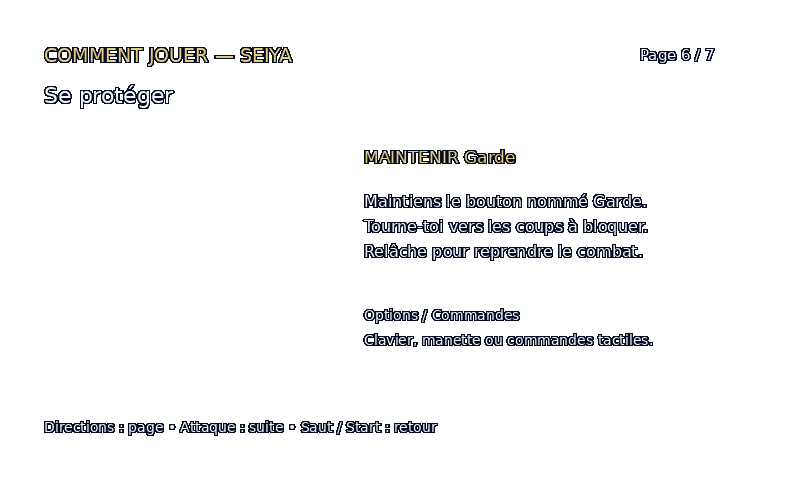 COMMENT JOUER — SEIYA
Page 6 / 7
Se protéger
MAINTENIR Garde
Maintiens le bouton nommé Garde.
Tourne-toi vers les coups à bloquer.
Relâche pour reprendre le combat.
Options / Commandes
Clavier, manette ou commandes tactiles.
Directions : page • Attaque : suite • Saut / Start : retour